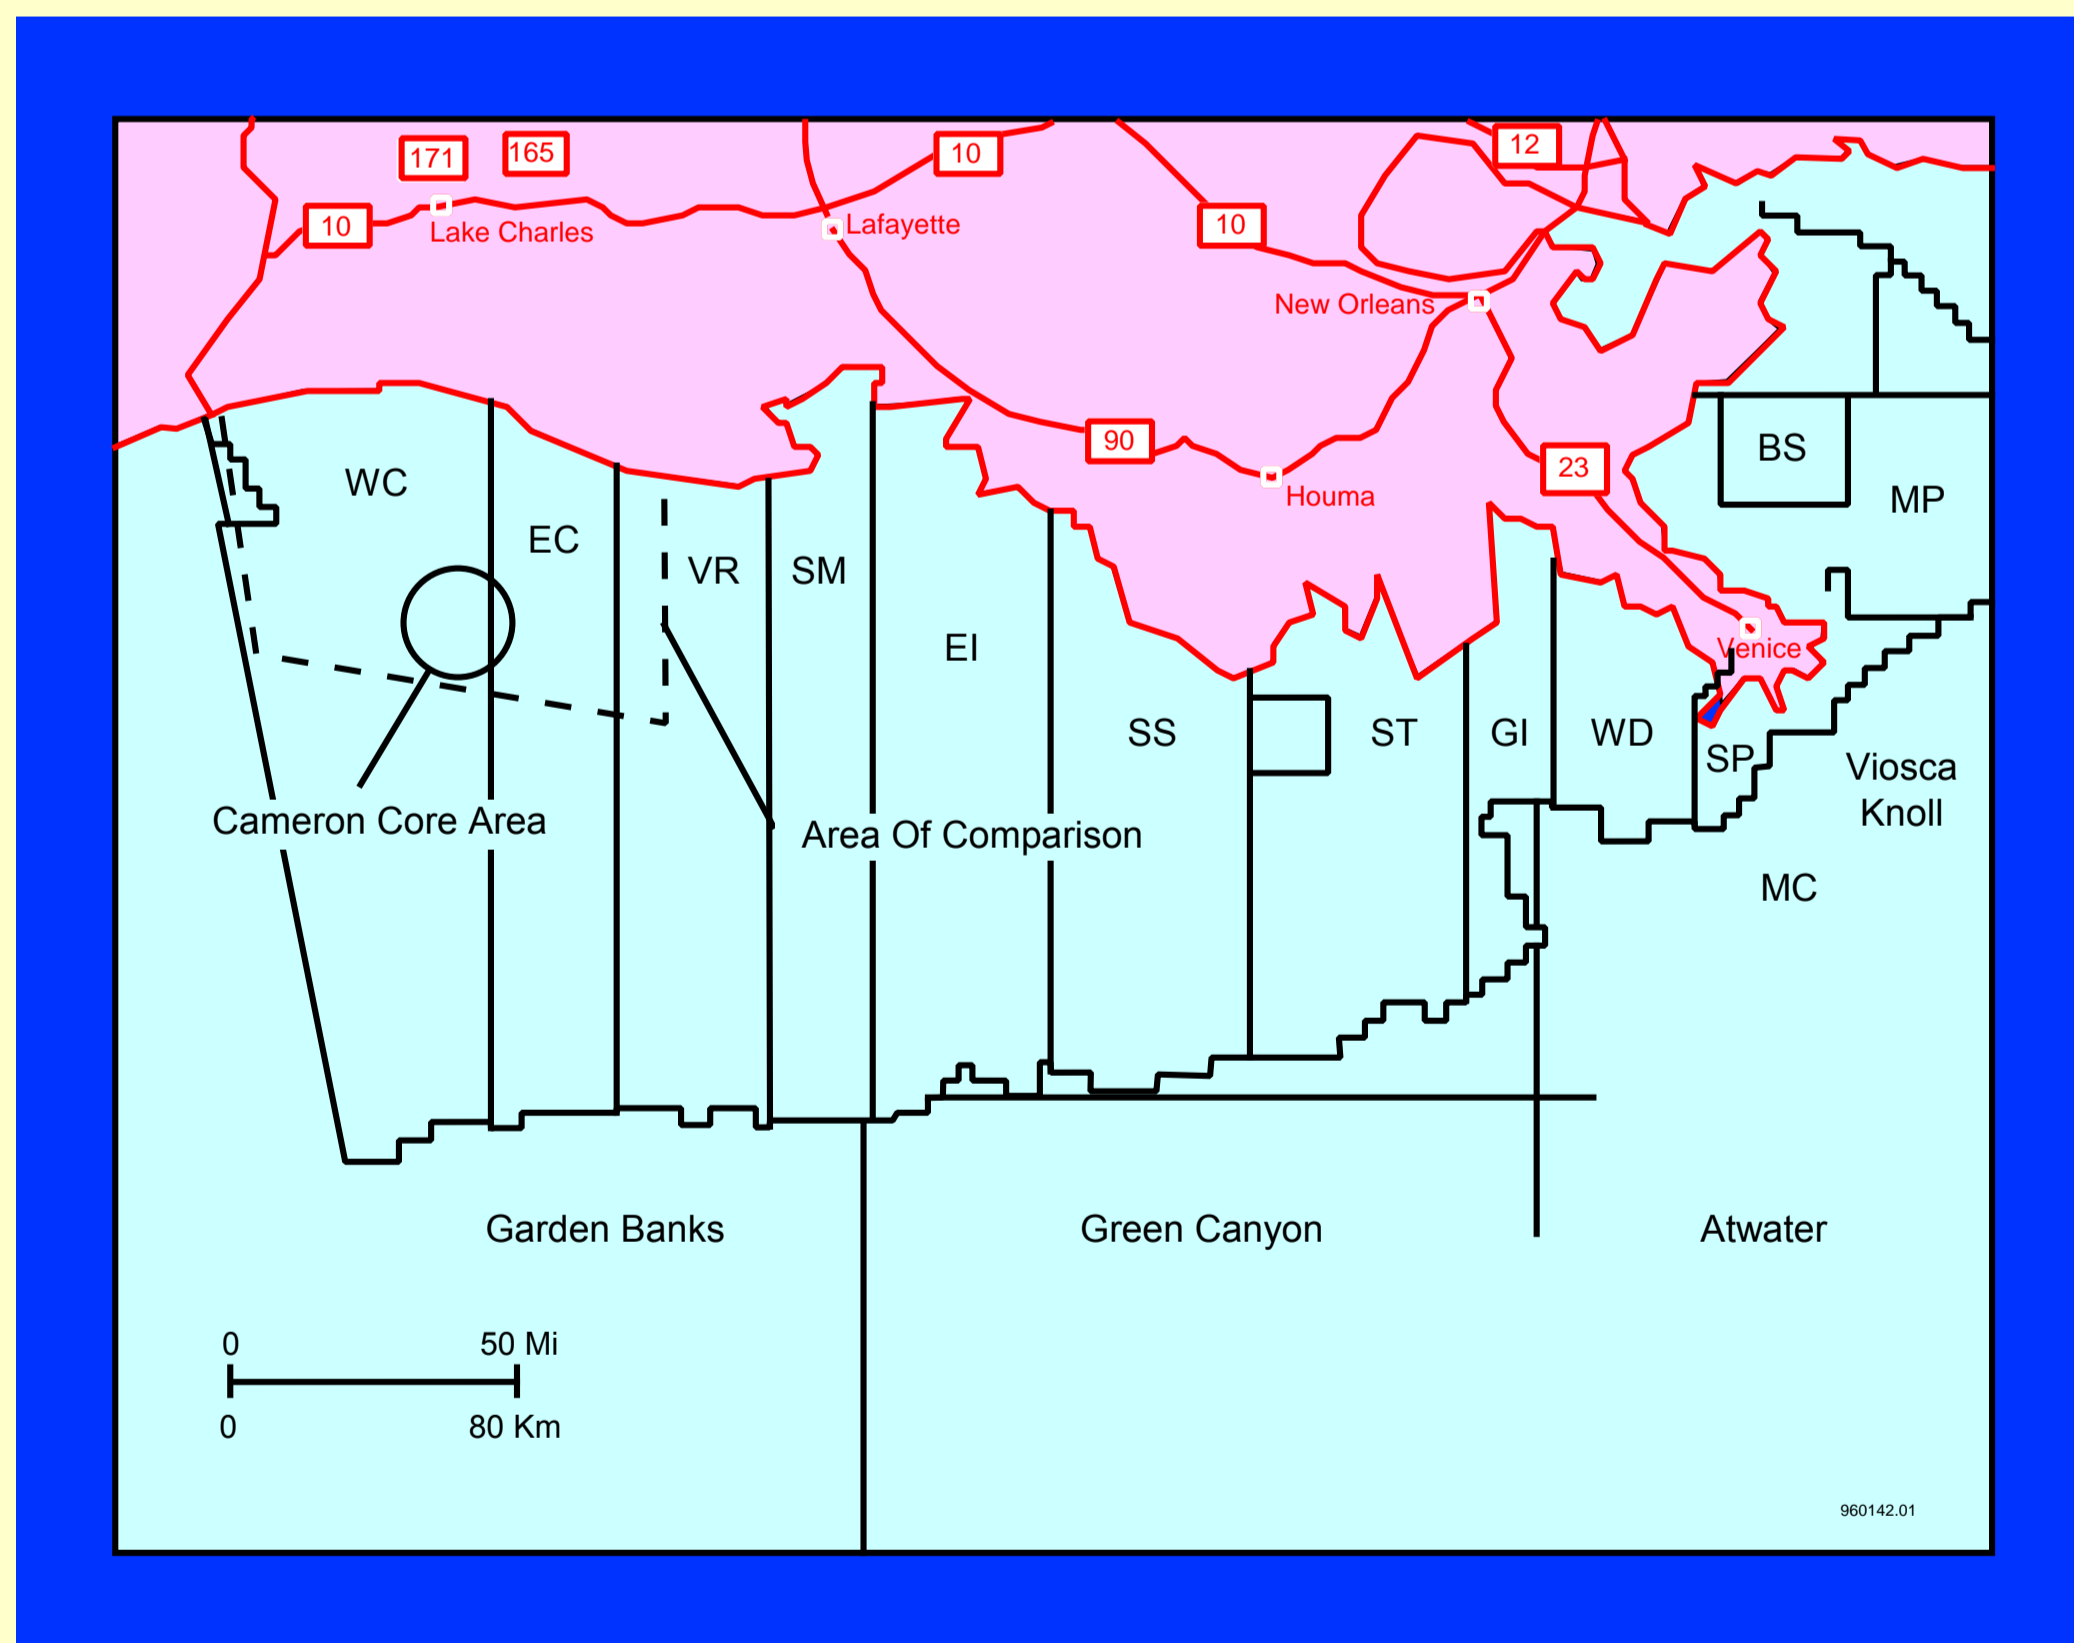 171
165
10
12
10
Lake Charles
Lafayette
10
New Orleans
90
23
Houma
BS
MP
WC
EC
VR
SM
EI
Venice
SS
ST
GI
WD
SP
Viosca
Knoll
Cameron Core Area
Area Of Comparison
MC
Garden Banks
Green Canyon
Atwater
0
50 Mi
0
80 Km
960142.01